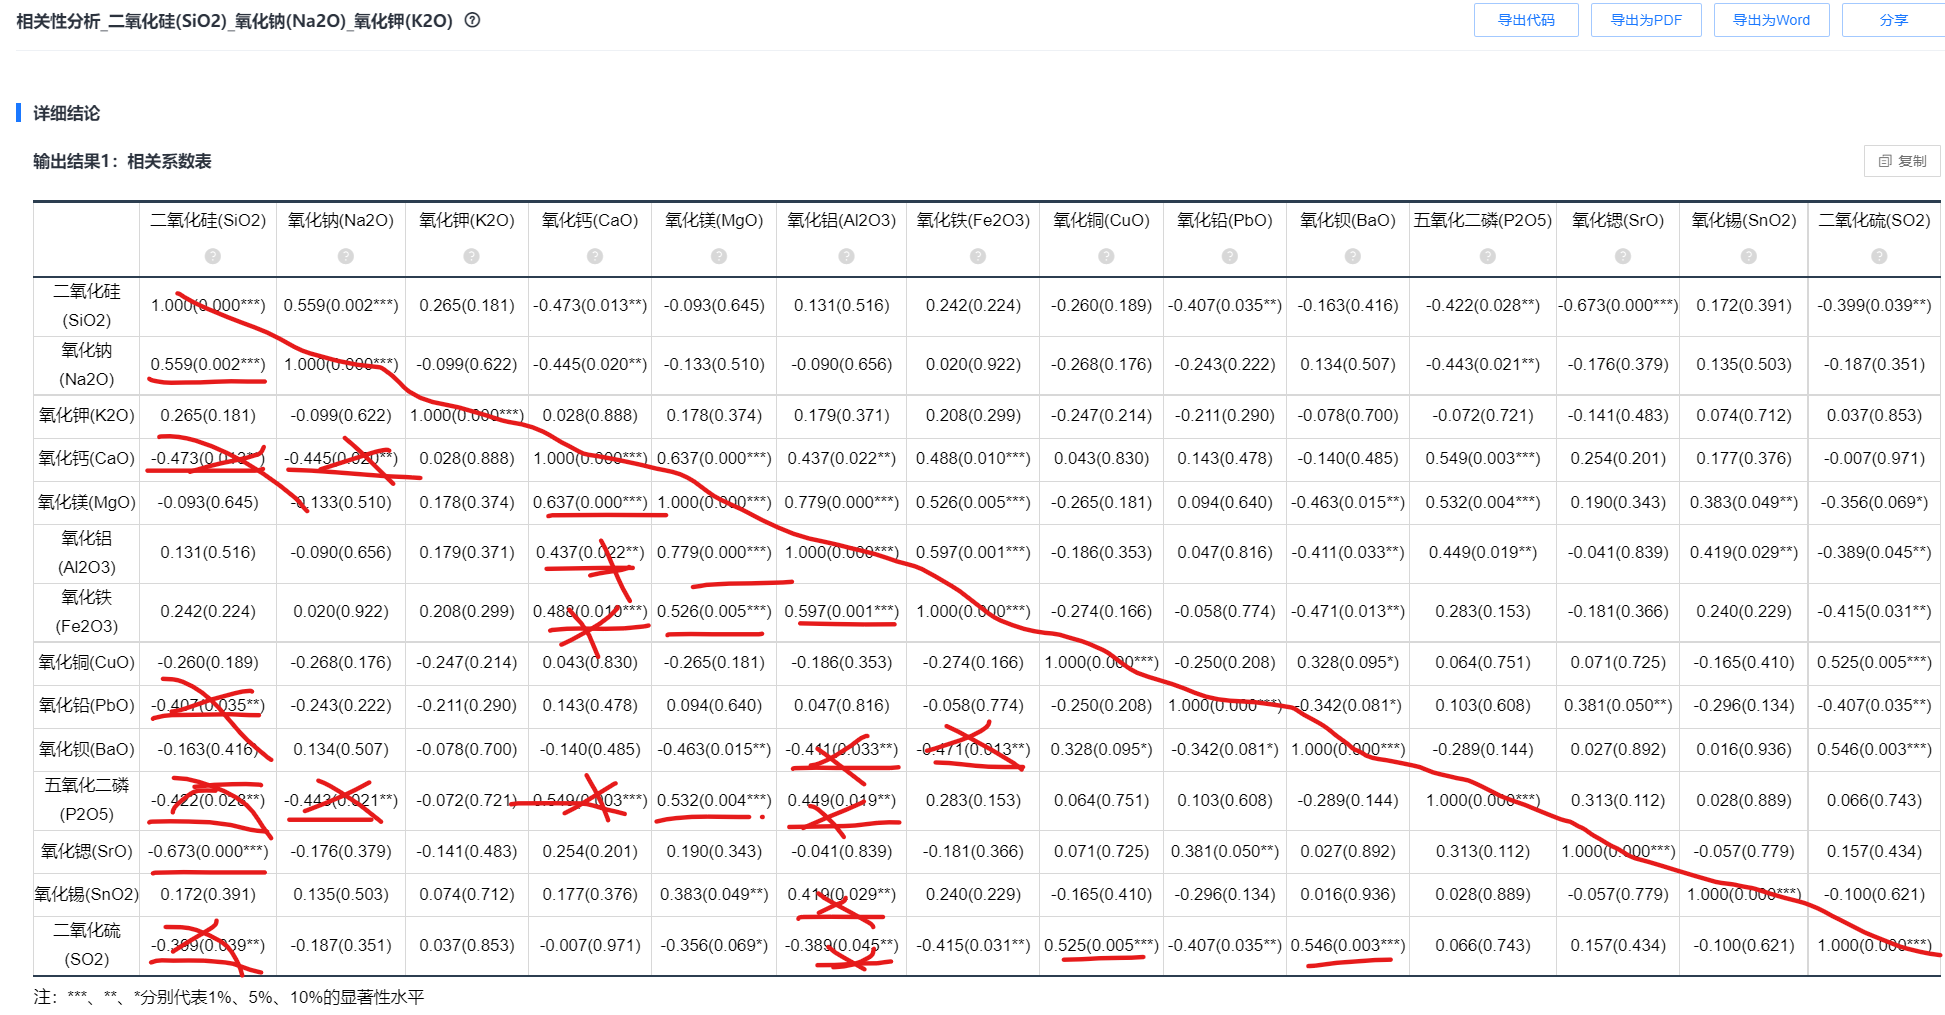 相关性分析_二氧化硅(SiO2)_氧化钠(Na2O)_氧化钾(K2O) ?
导出代码 导出为PDF 导出为Word 分享
详细结论
输出结果1：相关系数表
复制
二氧化硅(SiO2) 氧化钠(Na2O) 氧化钾(K2O) 氧化钙(CaO) 氧化镁(MgO) 氧化铝(Al2O3) 氧化铁(Fe2O3) 氧化铜(CuO) 氧化铅(PbO) 氧化钡(BaO) 五氧化二磷(P2O5) 氧化锶(SrO) 氧化锡(SnO2) 二氧化硫(SO2)
? ? ? ? ? ? ? ? ? ? ? ? ? ?
二氧化硅(SiO2) 1.000(0.000***) 0.559(0.002***) 0.265(0.181) -0.473(0.013**) -0.093(0.645) 0.131(0.516) 0.242(0.224) -0.260(0.189) -0.407(0.035**) -0.163(0.416) -0.422(0.028**) -0.673(0.000***) 0.172(0.391) -0.399(0.039**)
氧化钠(Na2O) 0.559(0.002***) 1.000(0.000***) -0.099(0.622) -0.445(0.020**) -0.133(0.510) -0.090(0.656) 0.020(0.922) -0.268(0.176) -0.243(0.222) 0.134(0.507) -0.443(0.021**) -0.176(0.379) 0.135(0.503) -0.187(0.351)
氧化钾(K2O) 0.265(0.181) -0.099(0.622) 1.000(0.000***) 0.028(0.888) 0.178(0.374) 0.179(0.371) 0.208(0.299) -0.247(0.214) -0.211(0.290) -0.078(0.700) -0.072(0.721) -0.141(0.483) 0.074(0.712) 0.037(0.853)
氧化钙(CaO) -0.473(0.013**) -0.445(0.020**) 0.028(0.888) 1.000(0.000***) 0.637(0.000***) 0.437(0.022**) 0.488(0.010***) 0.043(0.830) 0.143(0.478) -0.140(0.485) 0.549(0.003***) 0.254(0.201) 0.177(0.376) -0.007(0.971)
氧化镁(MgO) -0.093(0.645) -0.133(0.510) 0.178(0.374) 0.637(0.000***) 1.000(0.000***) 0.779(0.000***) 0.526(0.005***) -0.265(0.181) 0.094(0.640) -0.463(0.015**) 0.532(0.004***) 0.190(0.343) 0.383(0.049**) -0.356(0.069*)
氧化铝(Al2O3) 0.131(0.516) -0.090(0.656) 0.179(0.371) 0.437(0.022**) 0.779(0.000***) 1.000(0.000***) 0.597(0.001***) -0.186(0.353) 0.047(0.816) -0.411(0.033**) 0.449(0.019**) -0.041(0.839) 0.419(0.029**) -0.389(0.045**)
氧化铁(Fe2O3) 0.242(0.224) 0.020(0.922) 0.208(0.299) 0.488(0.010***) 0.526(0.005***) 0.597(0.001***) 1.000(0.000***) -0.274(0.166) -0.058(0.774) -0.471(0.013**) 0.283(0.153) -0.181(0.366) 0.240(0.229) -0.415(0.031**)
氧化铜(CuO) -0.260(0.189) -0.268(0.176) -0.247(0.214) 0.043(0.830) -0.265(0.181) -0.186(0.353) -0.274(0.166) 1.000(0.000***) -0.250(0.208) 0.328(0.095*) 0.064(0.751) 0.071(0.725) -0.165(0.410) 0.525(0.005***)
氧化铅(PbO) -0.407(0.035**) -0.243(0.222) -0.211(0.290) 0.143(0.478) 0.094(0.640) 0.047(0.816) -0.058(0.774) -0.250(0.208) 1.000(0.000***) -0.342(0.081*) 0.103(0.608) 0.381(0.050**) -0.296(0.134) -0.407(0.035**)
氧化钡(BaO) -0.163(0.416) 0.134(0.507) -0.078(0.700) -0.140(0.485) -0.463(0.015**) -0.411(0.033**) -0.471(0.013**) 0.328(0.095*) -0.342(0.081*) 1.000(0.000***) -0.289(0.144) 0.027(0.892) 0.016(0.936) 0.546(0.003***)
五氧化二磷(P2O5) -0.422(0.028**) -0.443(0.021**) -0.072(0.721) 0.549(0.003***) 0.532(0.004***) 0.449(0.019**) 0.283(0.153) 0.064(0.751) 0.103(0.608) -0.289(0.144) 1.000(0.000***) 0.313(0.112) 0.028(0.889) 0.066(0.743)
氧化锶(SrO) -0.673(0.000***) -0.176(0.379) -0.141(0.483) 0.254(0.201) 0.190(0.343) -0.041(0.839) -0.181(0.366) 0.071(0.725) 0.381(0.050**) 0.027(0.892) 0.313(0.112) 1.000(0.000***) -0.057(0.779) 0.157(0.434)
氧化锡(SnO2) 0.172(0.391) 0.135(0.503) 0.074(0.712) 0.177(0.376) 0.383(0.049**) 0.419(0.029**) 0.240(0.229) -0.165(0.410) -0.296(0.134) 0.016(0.936) 0.028(0.889) -0.057(0.779) 1.000(0.000***) -0.100(0.621)
二氧化硫(SO2) -0.399(0.039**) -0.187(0.351) 0.037(0.853) -0.007(0.971) -0.356(0.069*) -0.389(0.045**) -0.415(0.031**) 0.525(0.005***) -0.407(0.035**) 0.546(0.003***) 0.066(0.743) 0.157(0.434) -0.100(0.621) 1.000(0.000***)
注：***、**、*分别代表1%、5%、10%的显著性水平